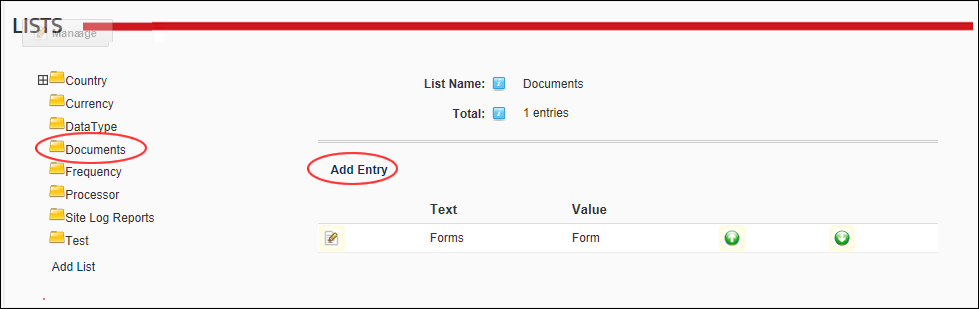 LISTS
Manage
Country
Currency
DataType
Documents
Frequency
Processor
Site Log Reports
Test
Add List
List Name: Documents
Total: 1 entries
Add Entry
Text Value
Forms Form